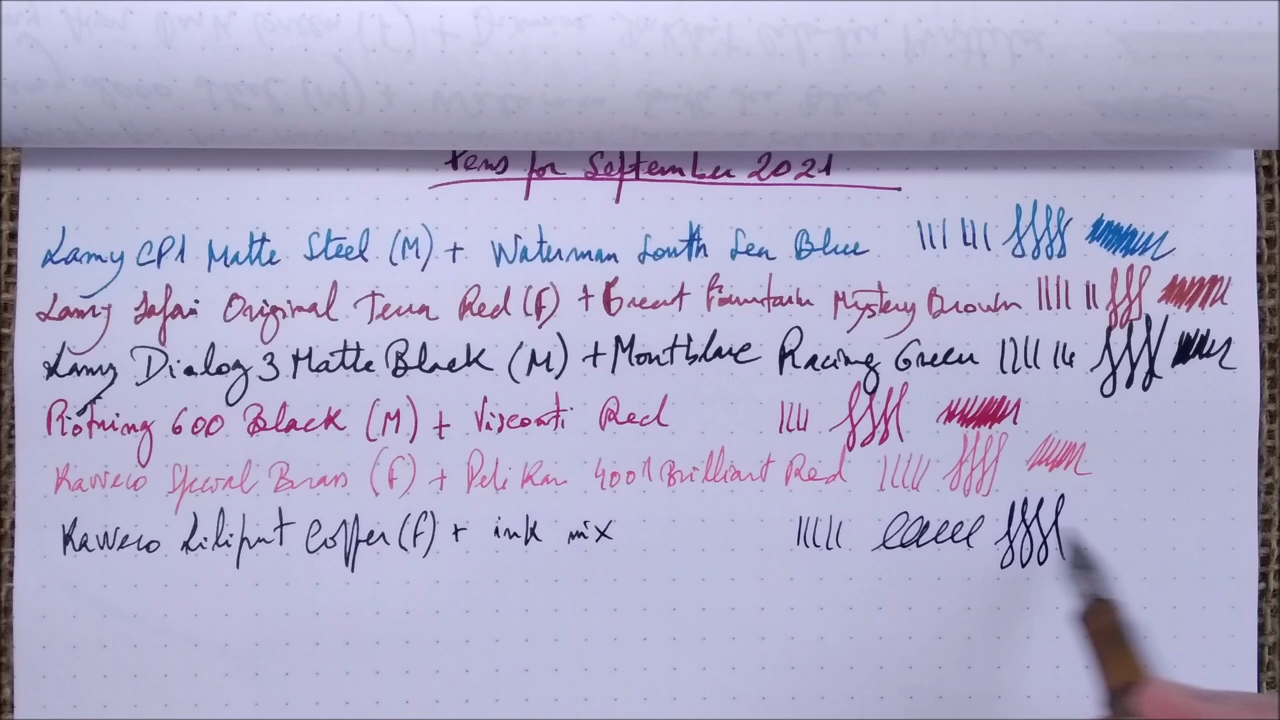 Pens for September 2021
Lamy CP1 Matte Steel (M) + Waterman South Sea Blue
Lamy Safari Original Terra Red (F) + Great Fountain Mystery Brown
Lamy Dialog 3 Matte Black (M) + Montblanc Racing Green
Rotring 600 Black (M) + Visconti Red
Kaweco Special Brass (F) + Pelikan 4001 Brilliant Red
Kaweco Liliput Copper (F) + ink mix